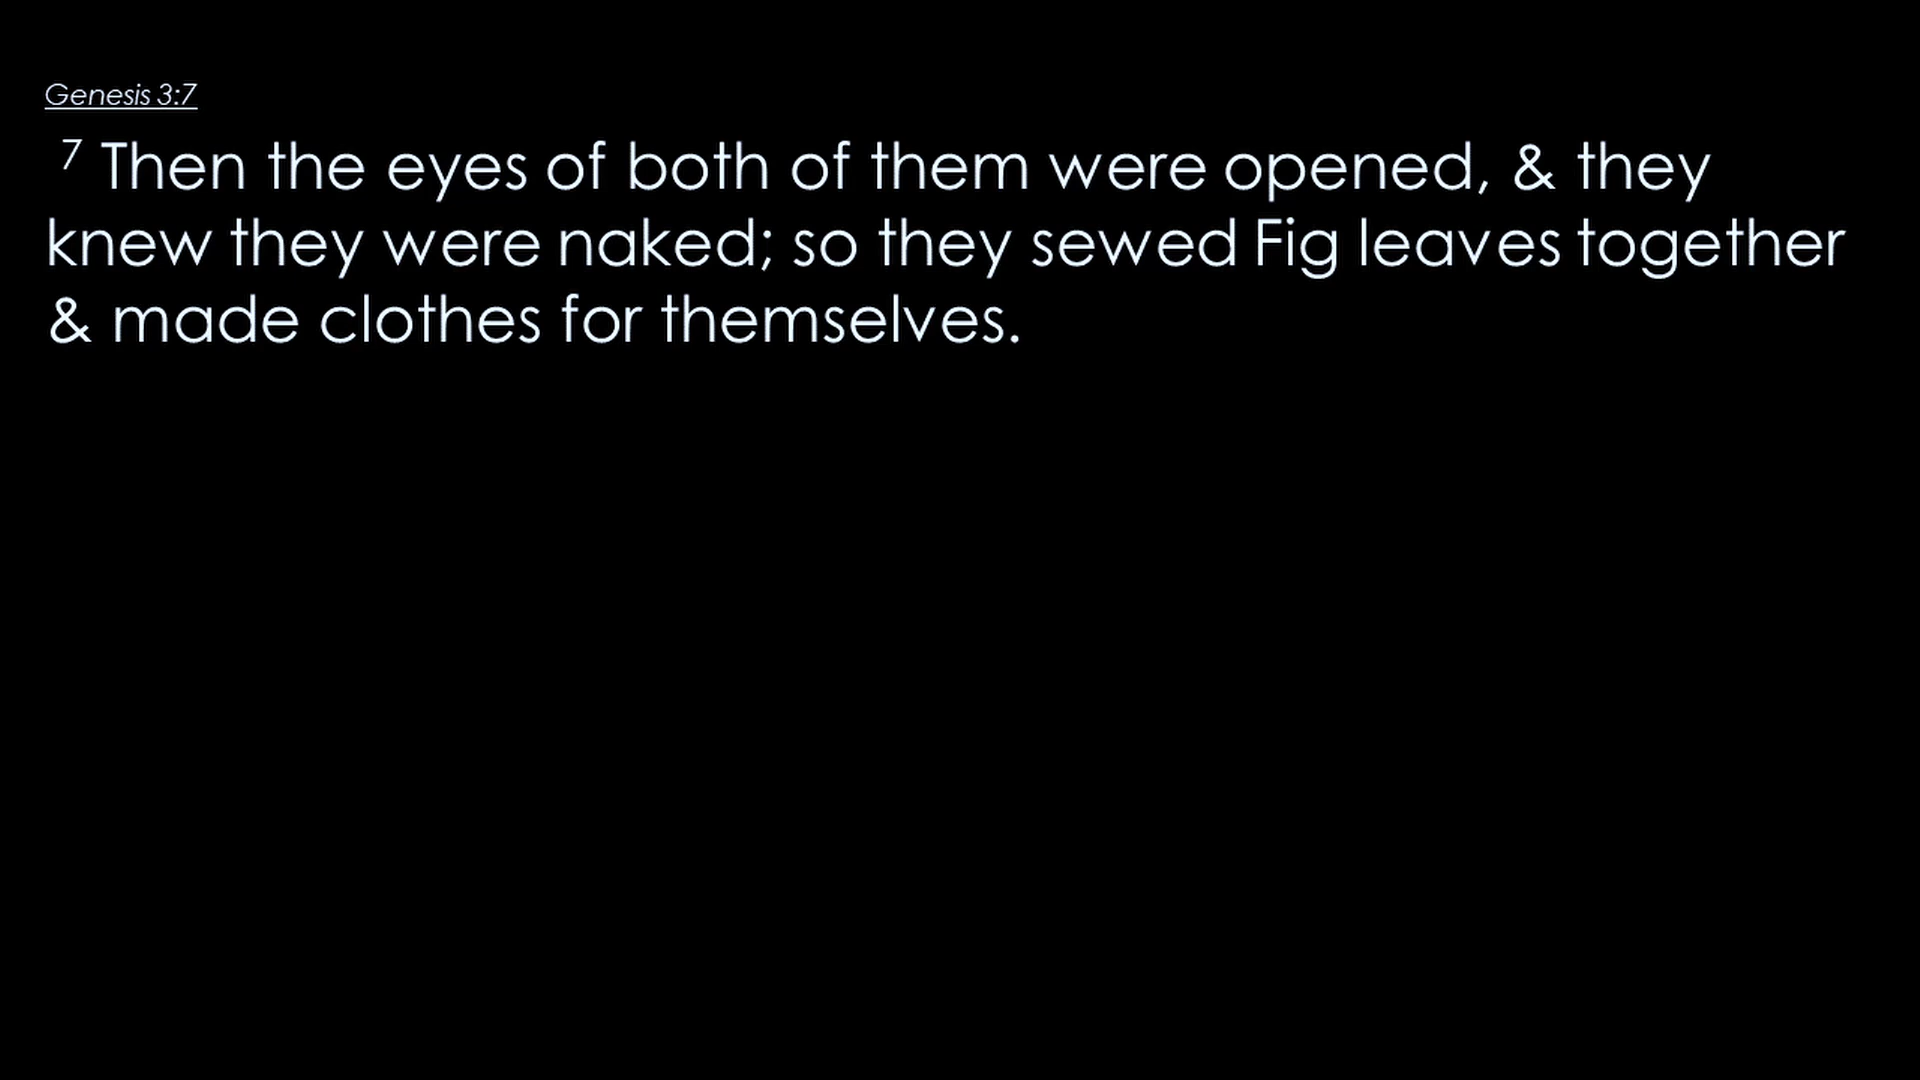 Genesis 3:7
7 Then the eyes of both of them were opened, & they
knew they were naked; so they sewed Fig leaves together
& made clothes for themselves.